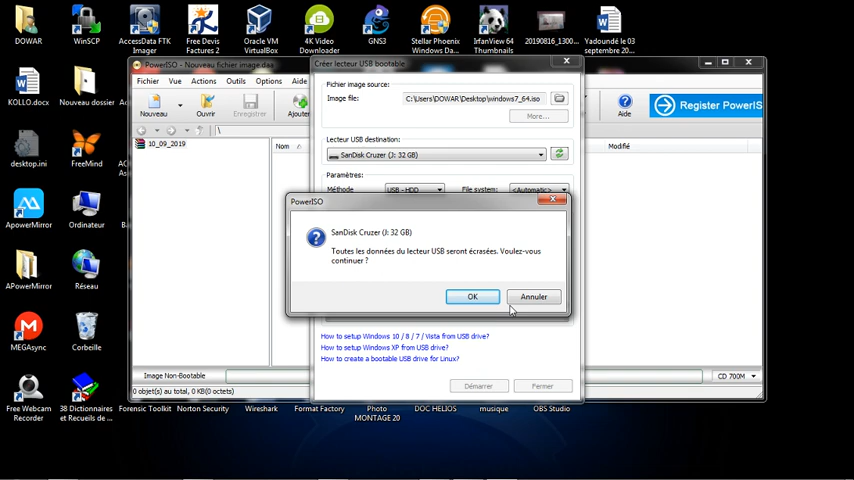 DOWAR
WinSCP
AccessData FTK
Imager
Free Devis
Factures 2
Oracle VM
VirtualBox
4K Video
Downloader
GNS3
Stellar Phoenix
Windows Da...
IrfanView 64
Thumbnails
20190816_1300...
Yadoundé le 03
septembre 20...
KOLLO.docx
Nouveau dossier
desktop.ini
FreeMind
ApowerMirror
Ordinateur
APowerMirror
Réseau
MEGAsync
Corbeille
Free Webcam
Recorder
38 Dictionnaires
et Recueils de ...
PowerISO - Nouveau fichier image.daa
Fichier Vue Actions Outils Options Aide
Nouveau
Ouvrir
Enregistrer
Ajouter
Aide
Register PowerIS
\
10_09_2019
Nom
Modifié
Créer lecteur USB bootable
Fichier image source:
Image file:
C:\Users\DOWAR\Desktop\windows7_64.iso
More...
Lecteur USB destination:
SanDisk Cruzer (J: 32 GB)
Paramètres:
Méthode
USB-HDD
File system:
<Automatic>
PowerISO
SanDisk Cruzer (J: 32 GB)
Toutes les données du lecteur USB seront écrasées. Voulez-vous
continuer ?
OK
Annuler
How to setup Windows 10 / 8 / 7 / Vista from USB drive?
How to setup Windows XP from USB drive?
How to create a bootable USB drive for Linux?
Démarrer
Fermer
Image Non-Bootable
CD 700M
0 objet(s) au total, 0 KB(0 octets)
Forensic Toolkit
Norton Security
Wireshark
Format Factory
Photo
MONTAGE 20
DOC HELIOS
musique
OBS Studio